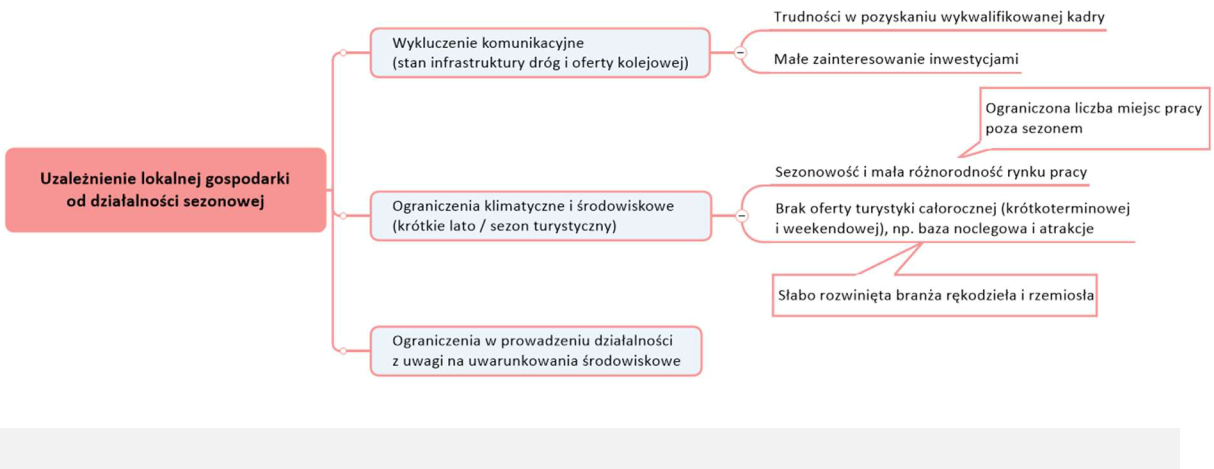 Uzależnienie lokalnej gospodarki
od działalności sezonowej
Wykluczenie komunikacyjne
(stan infrastruktury dróg i oferty kolejowej)
Trudności w pozyskaniu wykwalifikowanej kadry
Małe zainteresowanie inwestycjami
Ograniczenia klimatyczne i środowiskowe
(krótkie lato / sezon turystyczny)
Ograniczona liczba miejsc pracy
poza sezonem
Sezonowość i mała różnorodność rynku pracy
Brak oferty turystyki całorocznej (krótkoterminowej
i weekendowej), np. baza noclegowa i atrakcje
Słabo rozwinięta branża rękodzieła i rzemiosła
Ograniczenia w prowadzeniu działalności
z uwagi na uwarunkowania środowiskowe